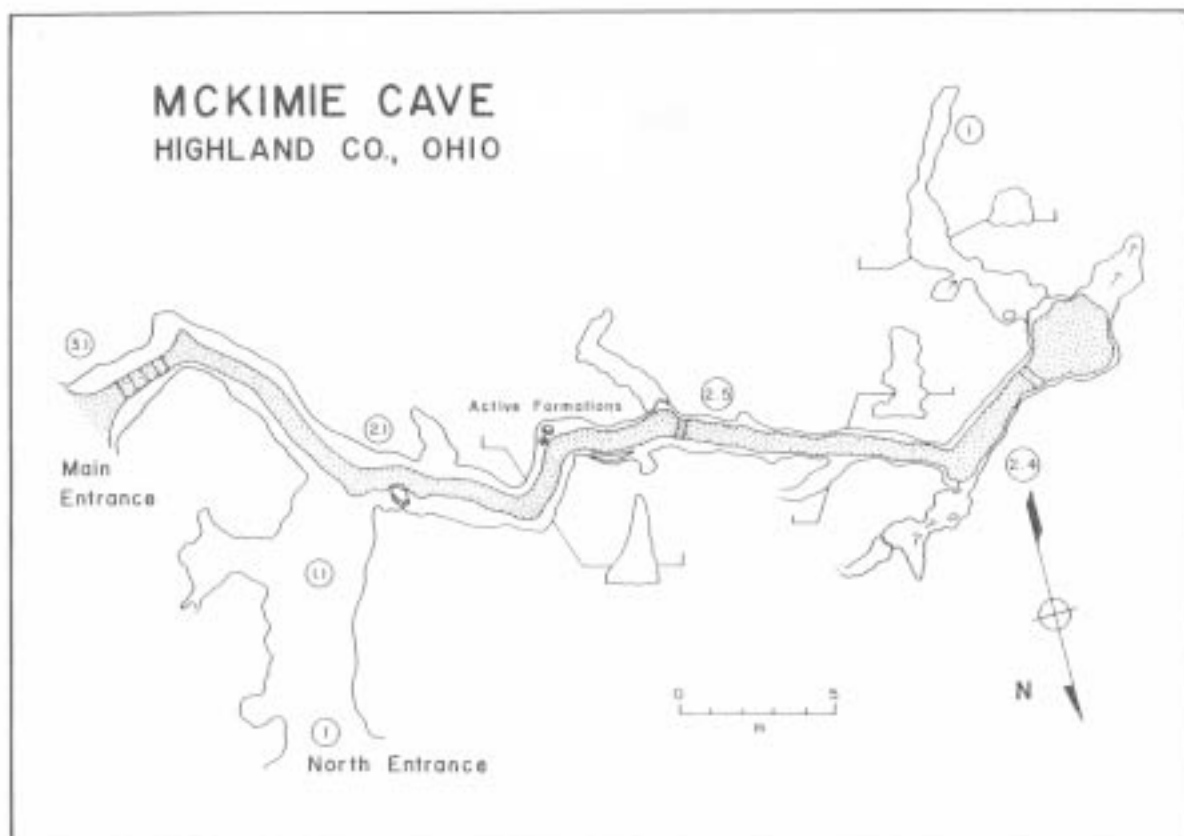 MCKIMIE CAVE
HIGHLAND CO., OHIO
1
3.1
2.1
Active Formations
2.5
Main
Entrance
2.4
1.1
?
?
?
0 5
m
N
1
North Entrance